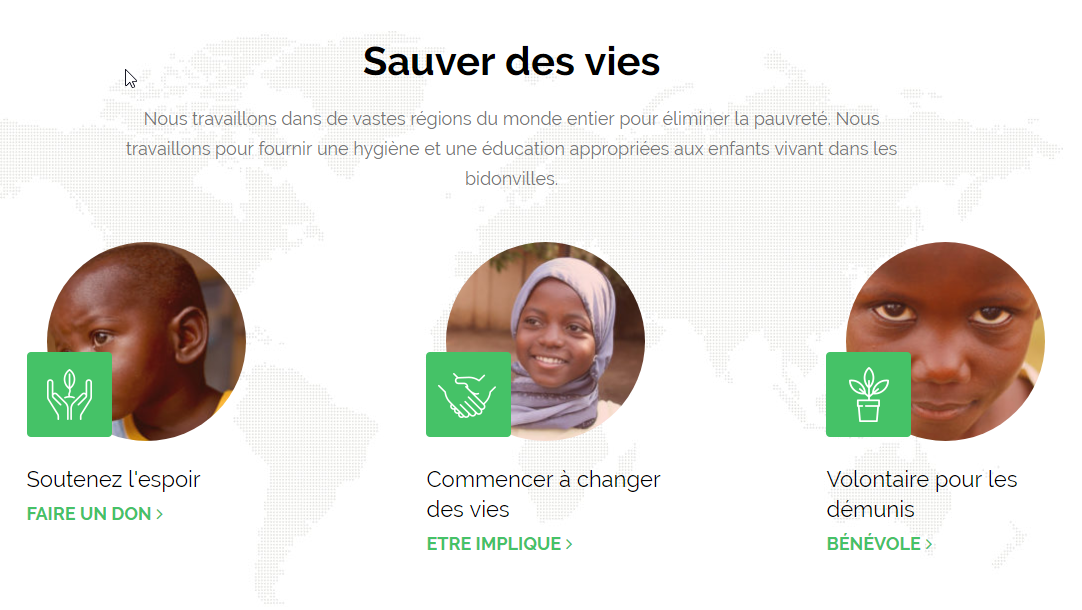 Sauver des vies
Nous travaillons dans de vastes régions du monde entier pour éliminer la pauvreté. Nous
travaillons pour fournir une hygiène et une éducation appropriées aux enfants vivant dans les
bidonvilles.
Soutenez l'espoir
FAIRE UN DON >
Commencer à changer
des vies
ETRE IMPLIQUE >
Volontaire pour les
démunis
BÉNÉVOLE >